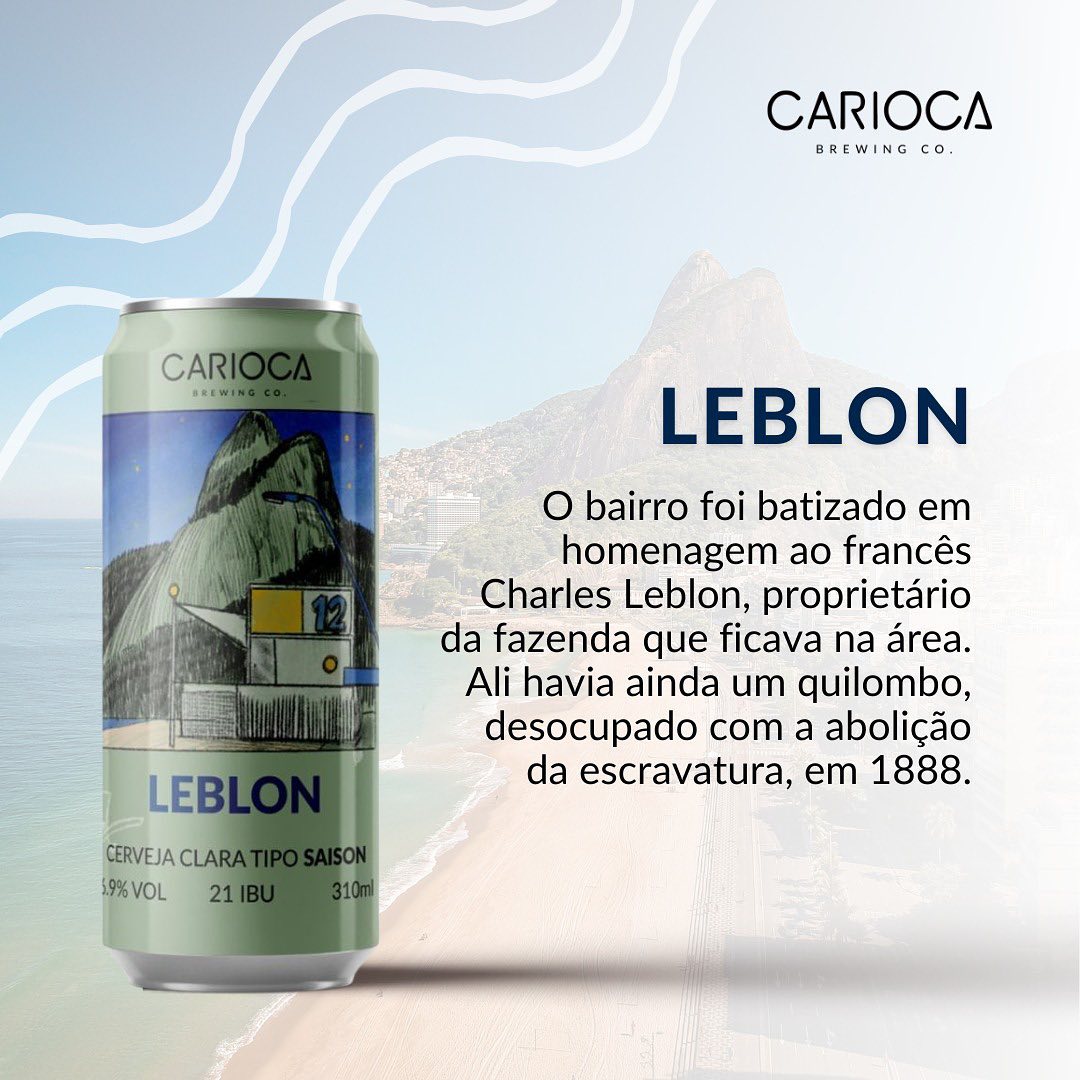 CARIOCA
BREWING CO.
CARIOCA
BREWING CO.
12
LEBLON
CERVEJA CLARA TIPO SAISON
.9% VOL 21 IBU 310ml
LEBLON
O bairro foi batizado em
homenagem ao francês
Charles Leblon, proprietário
da fazenda que ficava na área.
Ali havia ainda um quilombo,
desocupado com a abolição
da escravatura, em 1888.